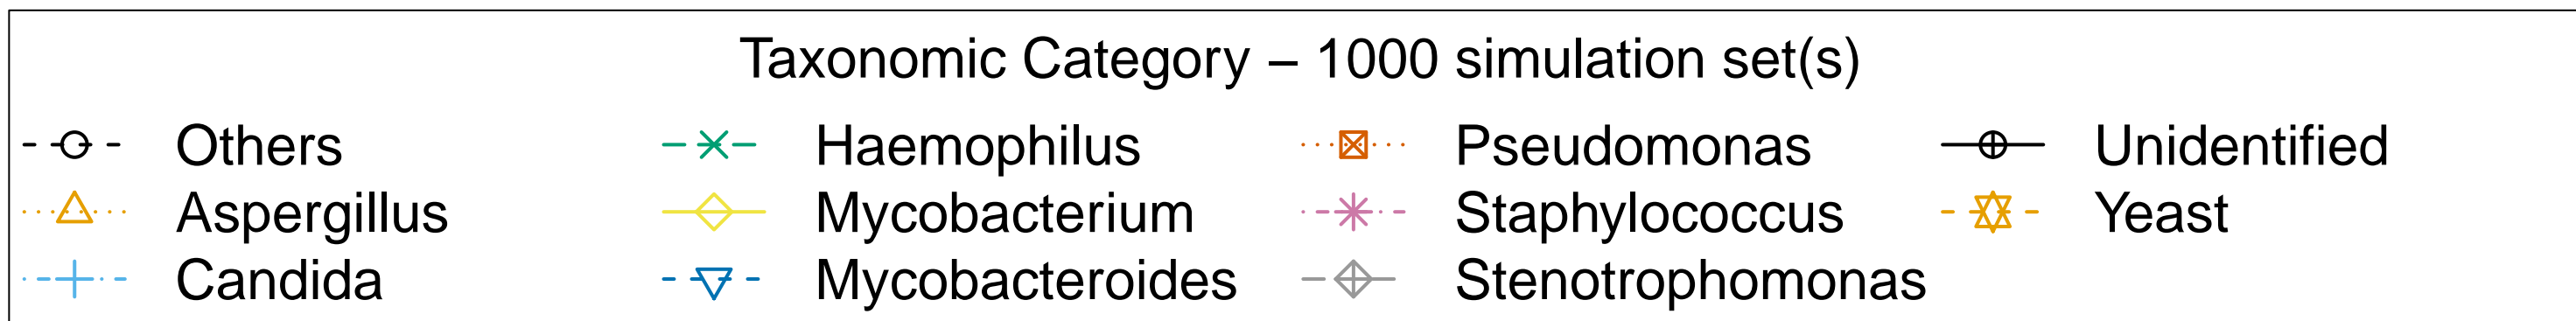 Taxonomic Category – 1000 simulation set(s)
Others
Aspergillus
Candida
Haemophilus
Mycobacterium
Mycobacteroides
Pseudomonas
Staphylococcus
Stenotrophomonas
Unidentified
Yeast